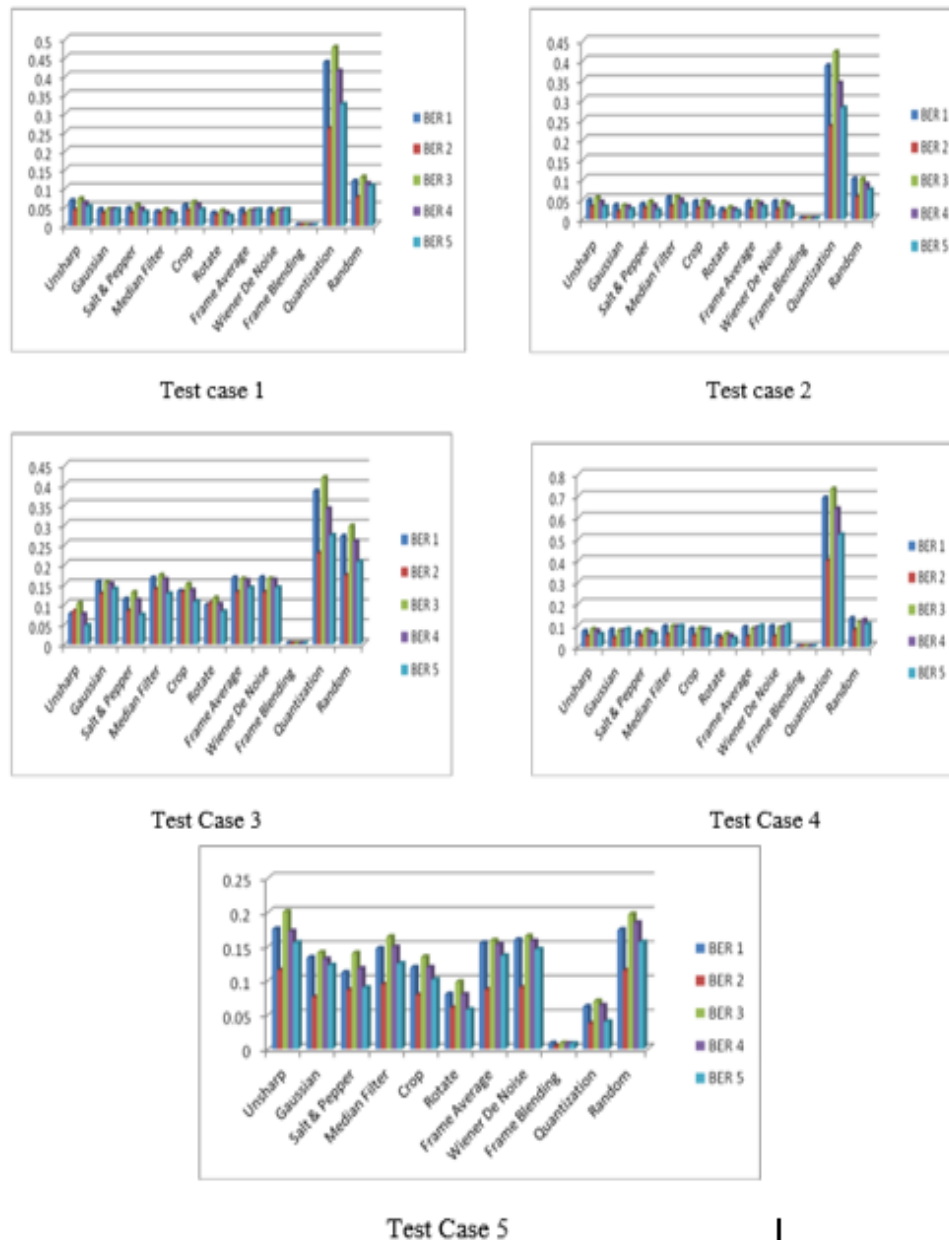 0.5
0.45
0.4
0.35
0.3
0.25
0.2
0.15
0.1
0.05
0
Unsharp
Gaussian
Salt & Pepper
Median Filter
Crop
Rotate
Frame Average
Wiener De Noise
Frame Blending
Quantization
Random
BER 1
BER 2
BER 3
BER 4
BER 5
Test case 1
0.45
0.4
0.35
0.3
0.25
0.2
0.15
0.1
0.05
0
Unsharp
Gaussian
Salt & Pepper
Median Filter
Crop
Rotate
Frame Average
Wiener De Noise
Frame Blending
Quantization
Random
BER 1
BER 2
BER 3
BER 4
BER 5
Test case 2
0.45
0.4
0.35
0.3
0.25
0.2
0.15
0.1
0.05
0
Unsharp
Gaussian
Salt & Pepper
Median Filter
Crop
Rotate
Frame Average
Wiener De Noise
Frame Blending
Quantization
Random
BER 1
BER 2
BER 3
BER 4
BER 5
Test Case 3
0.8
0.7
0.6
0.5
0.4
0.3
0.2
0.1
0
Unsharp
Gaussian
Salt & Pepper
Median Filter
Crop
Rotate
Frame Average
Wiener De Noise
Frame Blending
Quantization
Random
BER 1
BER 2
BER 3
BER 4
BER 5
Test Case 4
0.25
0.2
0.15
0.1
0.05
0
Unsharp
Gaussian
Salt & Pepper
Median Filter
Crop
Rotate
Frame Average
Wiener De Noise
Frame Blending
Quantization
Random
BER 1
BER 2
BER 3
BER 4
BER 5
Test Case 5